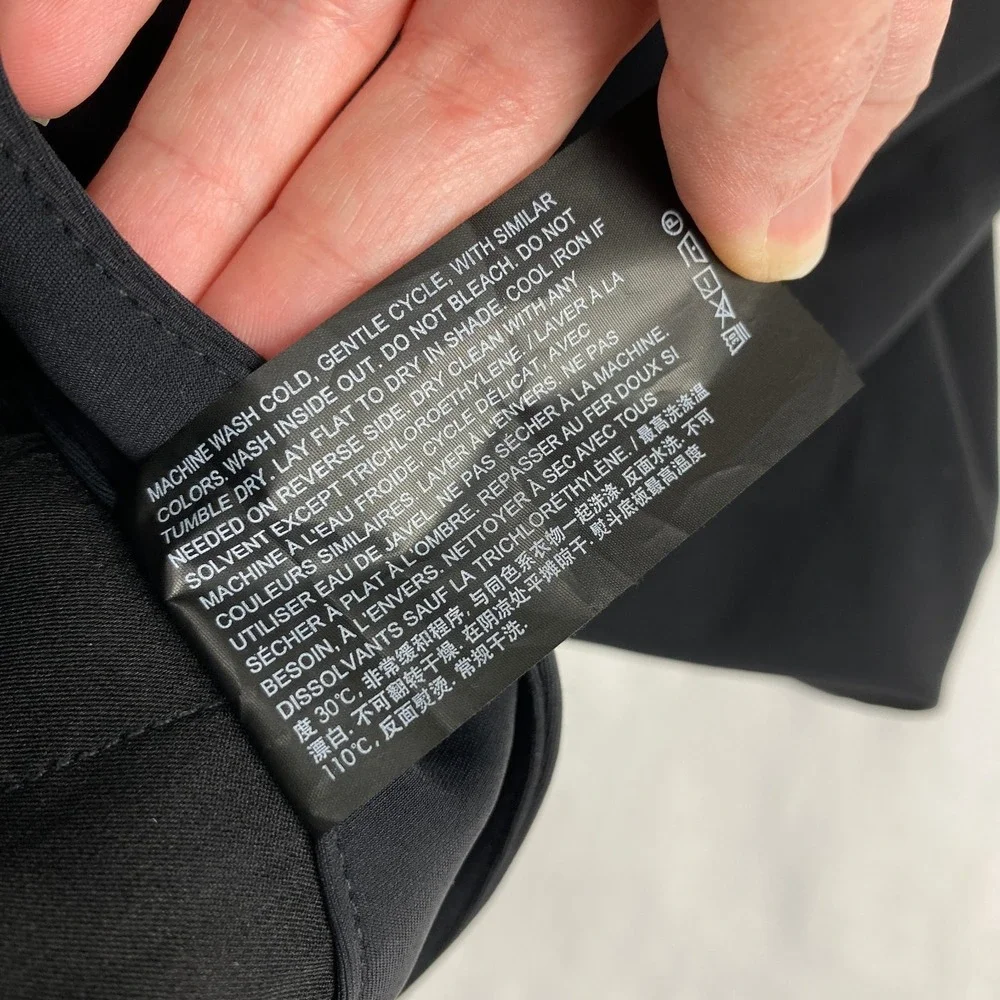 MACHINE WASH COLD, GENTLE CYCLE, WITH SIMILAR
COLORS, WASH INSIDE OUT. DO NOT BLEACH. DO NOT
TUMBLE DRY, LAY FLAT TO DRY IN SHADE. COOL IRON IF
NEEDED ON REVERSE SIDE. DRY CLEAN WITH ANY
SOLVENT EXCEPT TRICHLOROETHYLENE. / LAVER À LA
MACHINE À L'EAU FROIDE, CYCLE DÉLICAT, AVEC
COULEURS SIMILAIRES, LAVER À L'ENVERS. NE PAS
UTILISER EAU DE JAVEL. NE PAS SÉCHER À LA MACHINE.
SÉCHER À PLAT À L'OMBRE. REPASSER AU FER DOUX SI
BESOIN, À L'ENVERS. NETTOYER À SEC AVEC TOUS
DISSOLVANTS SAUF LA TRICHLORÉTHYLÈNE. / 最高洗涤温
度 30℃, 非常缓和程序, 与同色系衣物一起洗涤, 反面水洗. 不可
漂白. 不可翻转干燥. 在阴凉处平摊晾干. 熨斗底板最高温度
110℃, 反面熨烫. 常规干洗.
P